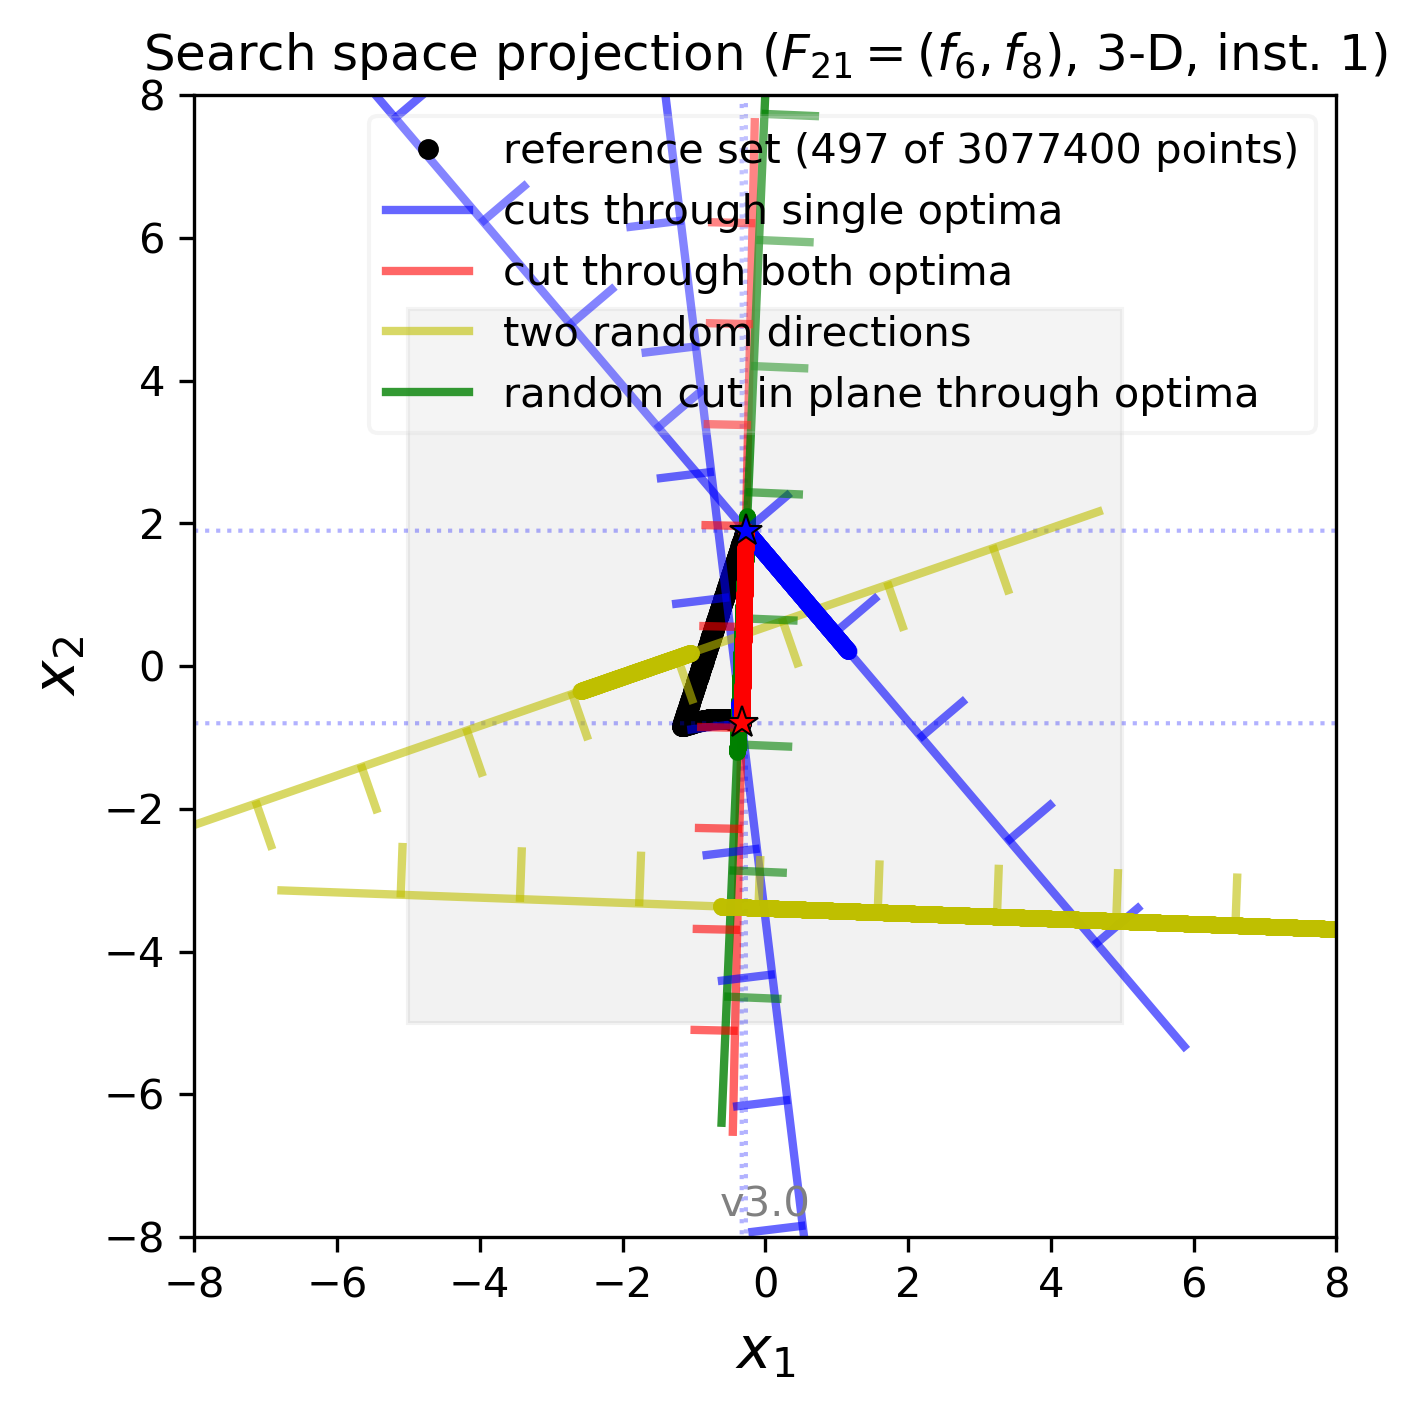 Search space projection (F₂₁ = (f₆, f₈), 3-D, inst. 1)
reference set (497 of 3077400 points)
cuts through single optima
cut through both optima
two random directions
random cut in plane through optima
8
6
4
2
0
−2
−4
−6
−8
x₂
v3.0
−8 −6 −4 −2 0 2 4 6 8
x₁